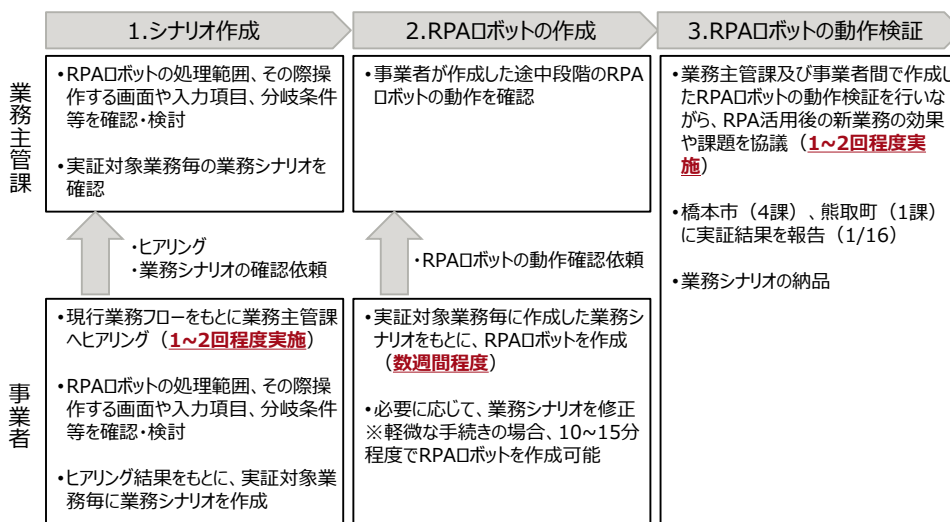 1.シナリオ作成
2.RPAロボットの作成
3.RPAロボットの動作検証
業務主管課
•RPAロボットの処理範囲、その際操
作する画面や入力項目、分岐条件
等を確認・検討
•実証対象業務毎の業務シナリオを
確認
•事業者が作成した途中段階のRPA
ロボットの動作を確認
•業務主管課及び事業者間で作成し
たRPAロボットの動作検証を行いな
がら、RPA活用後の新業務の効果
や課題を協議（1~2回程度実
施）
•橋本市（4課）、熊取町（1課）
に実証結果を報告（1/16）
•業務シナリオの納品
・ヒアリング
・業務シナリオの確認依頼
・RPAロボットの動作確認依頼
事業者
•現行業務フローをもとに業務主管課
へヒアリング（1~2回程度実施）
•RPAロボットの処理範囲、その際操
作する画面や入力項目、分岐条件
等を確認・検討
•ヒアリング結果をもとに、実証対象業
務毎に業務シナリオを作成
•実証対象業務毎に作成した業務シ
ナリオをもとに、RPAロボットを作成
（数週間程度）
•必要に応じて、業務シナリオを修正
※軽微な手続きの場合、10~15分
程度でRPAロボットを作成可能